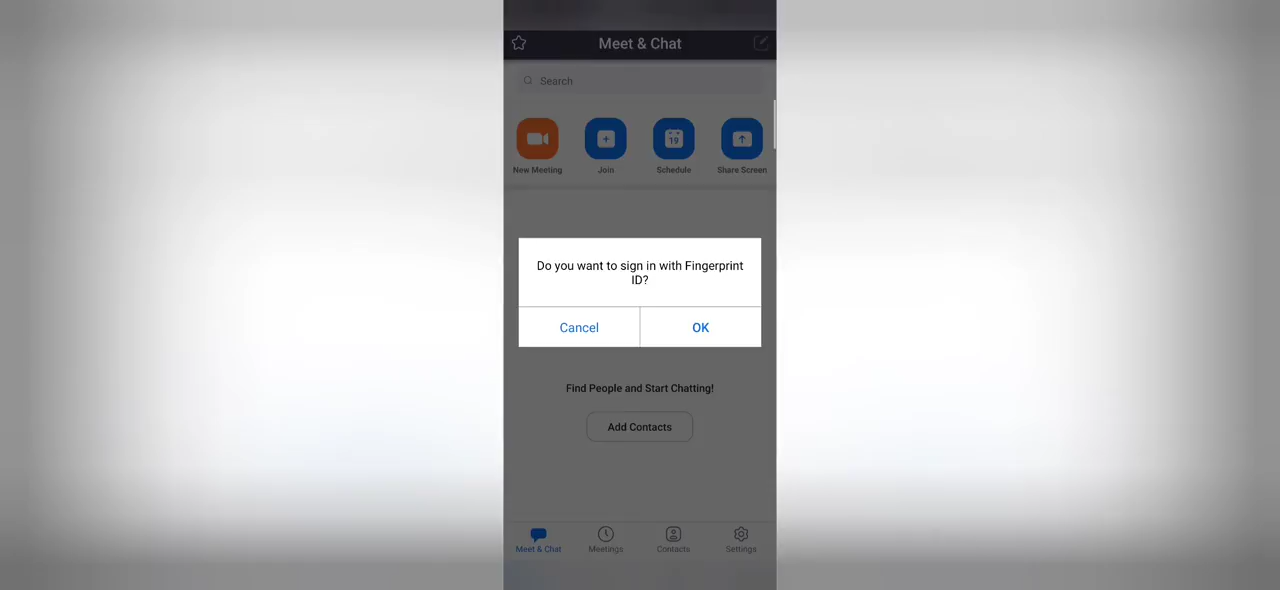 Meet & Chat
Search
19
New Meeting
Join
Schedule
Share Screen
Do you want to sign in with Fingerprint
ID?
Cancel
OK
Find People and Start Chatting!
Add Contacts
Meet & Chat
Meetings
Contacts
Settings